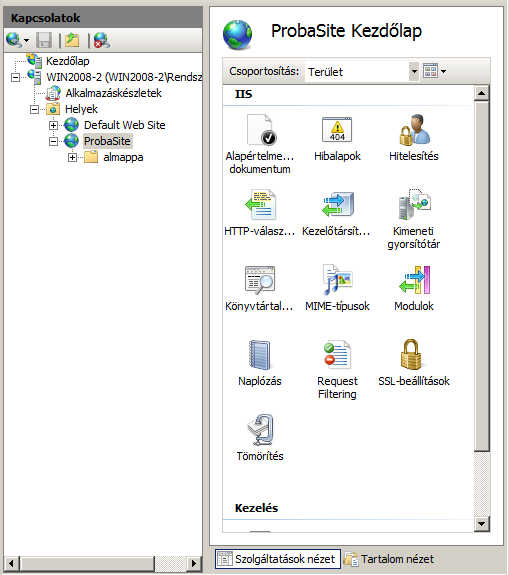 Kapcsolatok
Kezdőlap
WIN2008-2 (WIN2008-2\Rendsz
Alkalmazáskészletek
Helyek
Default Web Site
ProbaSite
almappa
ProbaSite Kezdőlap
Csoportosítás: Terület
IIS
Alapértelme... dokumentum
Hibalapok
404
Hitelesítés
HTTP-válasz...
Kezelőtársít...
Kimeneti gyorsítótár
Könyvtártal...
MIME-típusok
Modulok
Naplózás
Request Filtering
SSL-beállítások
Tömörítés
Kezelés
Szolgáltatások nézet
Tartalom nézet